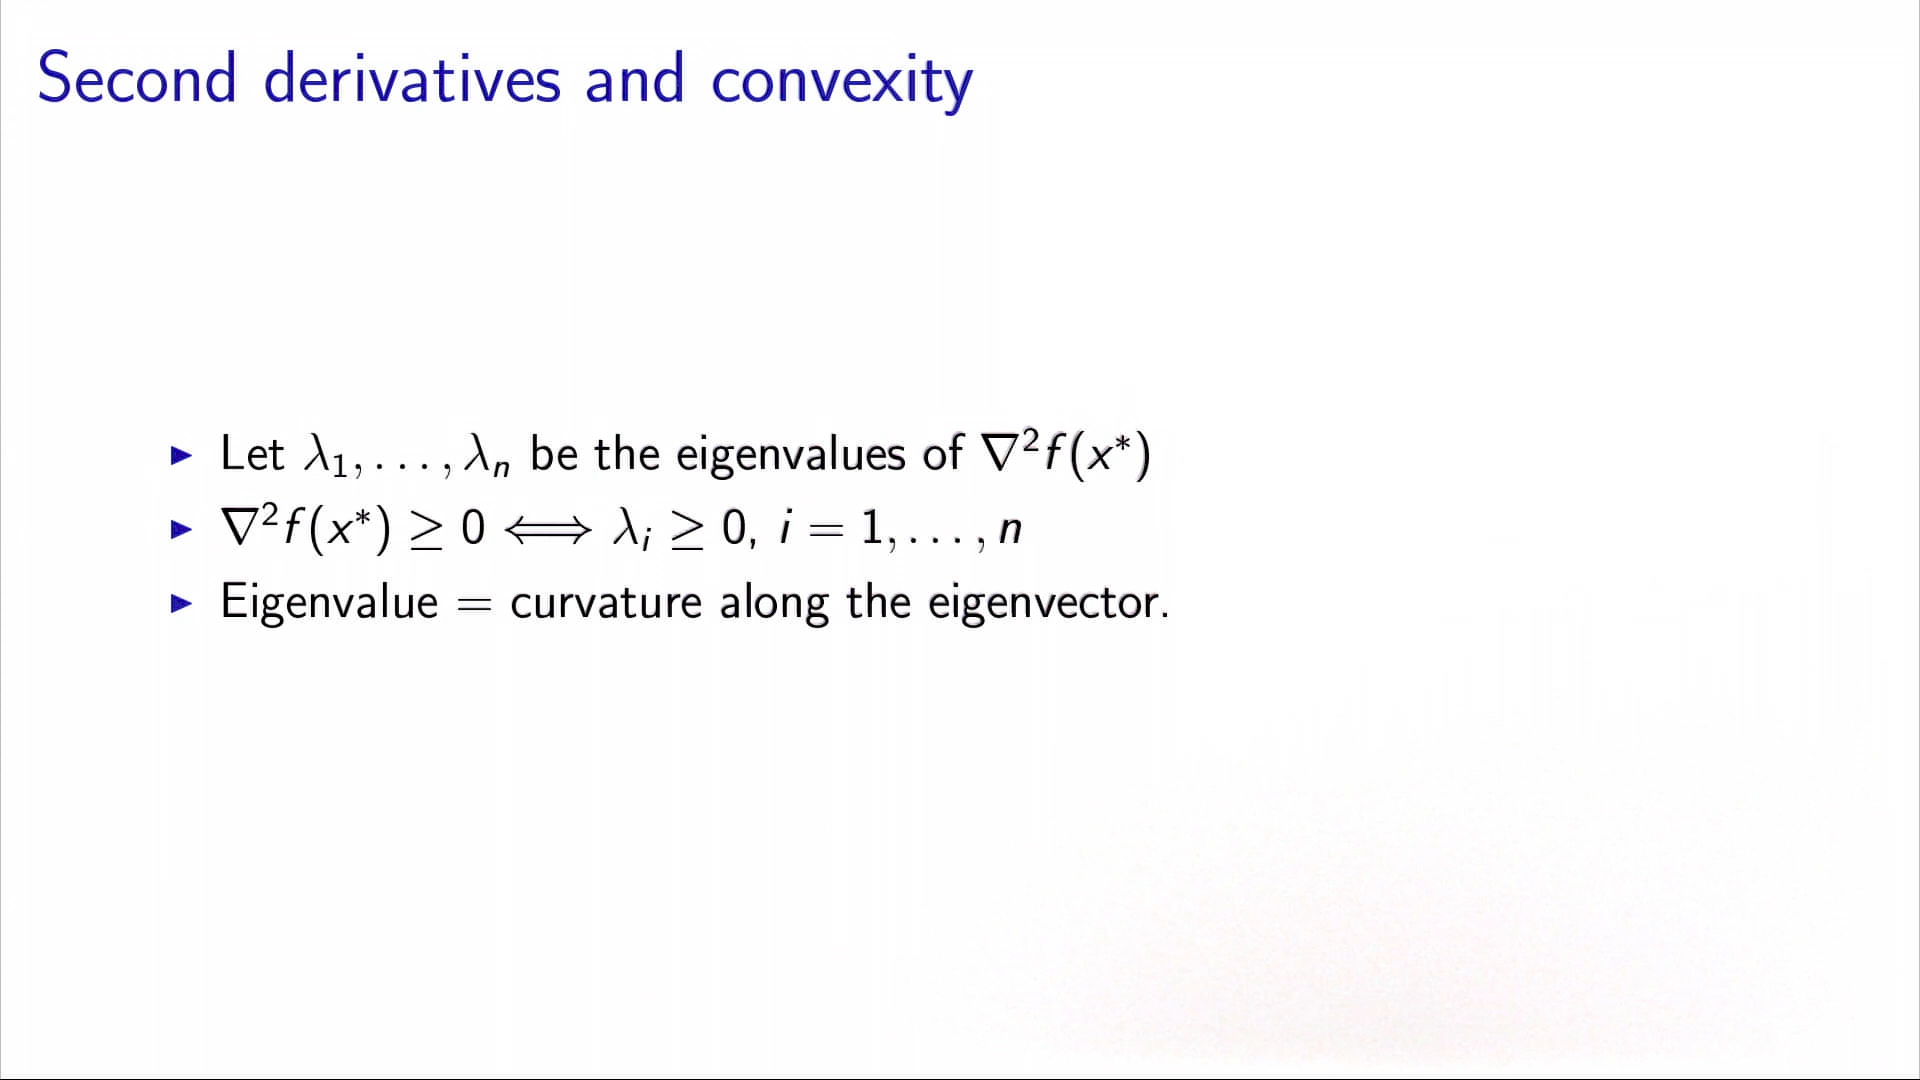 Second derivatives and convexity
▶ Let λ₁, . . . , λₙ be the eigenvalues of ∇²f(x*)
▶ ∇²f(x*) ≥ 0 ⟺ λᵢ ≥ 0, i = 1, . . . , n
▶ Eigenvalue = curvature along the eigenvector.